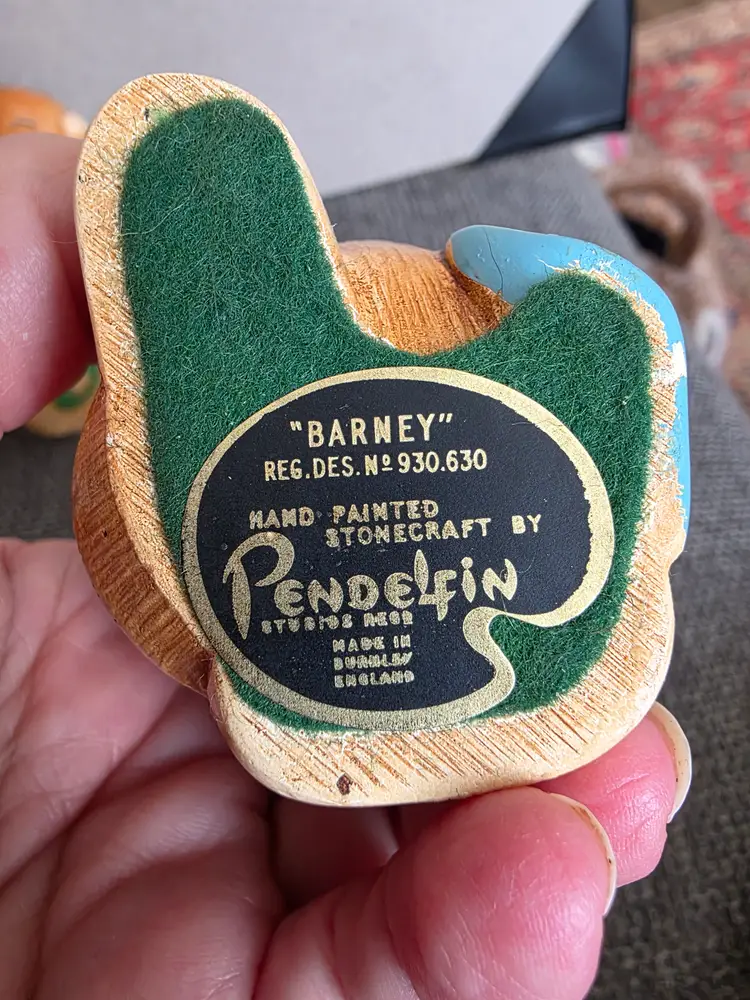 "BARNEY"
REG.DES.Nº 930.630
HAND PAINTED
STONECRAFT BY
PENDELFIN
STUDIOS REGD
MADE IN
BURNLEY
ENGLAND